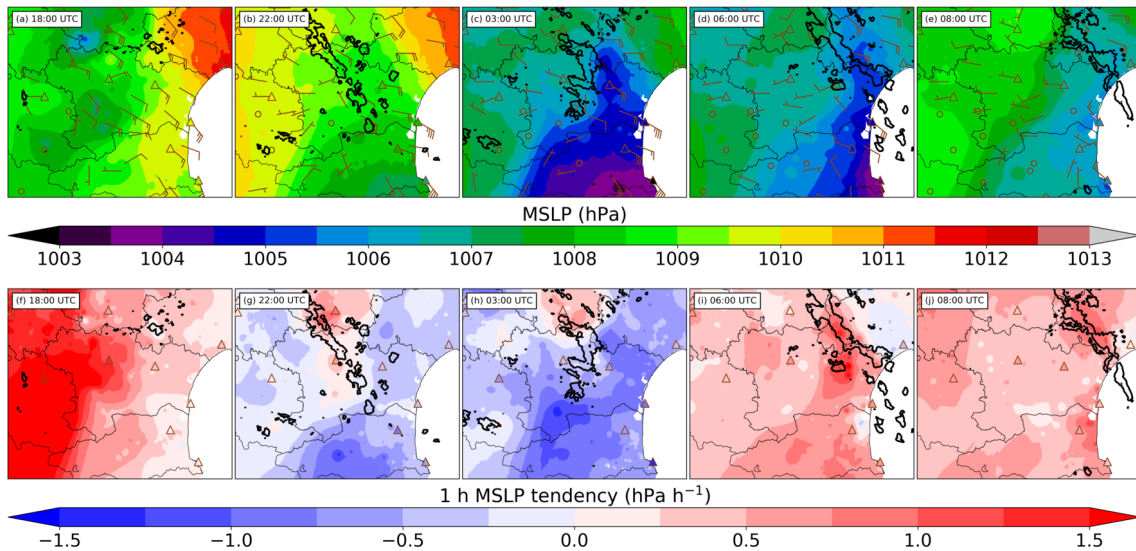 (a) 18:00 UTC
(b) 22:00 UTC
(c) 03:00 UTC
(d) 06:00 UTC
(e) 08:00 UTC
MSLP (hPa)
1003 1004 1005 1006 1007 1008 1009 1010 1011 1012 1013
(f) 18:00 UTC
(g) 22:00 UTC
(h) 03:00 UTC
(i) 06:00 UTC
(j) 08:00 UTC
1 h MSLP tendency (hPa h⁻¹)
−1.5 −1.0 −0.5 0.0 0.5 1.0 1.5